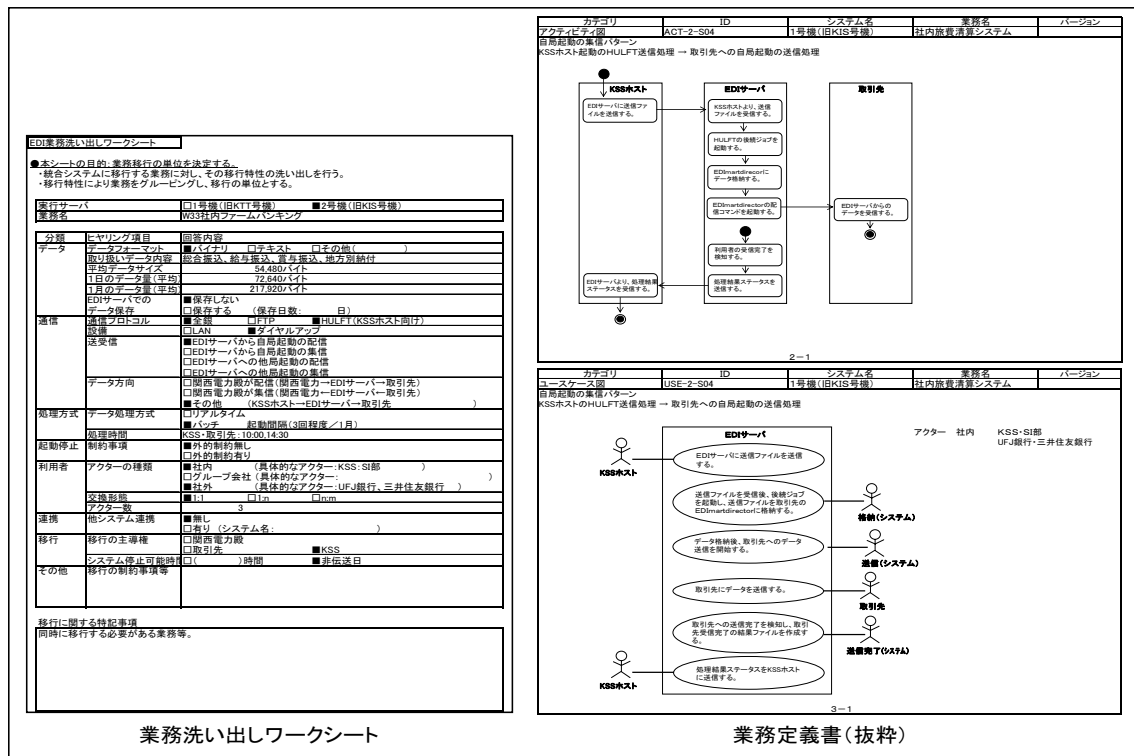 EDI業務洗い出しワークシート
●本シートの目的:業務移行の単位を決定する。
・統合システムに移行する業務に対し、その移行特性の洗い出しを行う。
・移行特性により業務をグルーピングし、移行の単位とする。
実行サーバ □1号機(旧KTT号機) ■2号機(旧KIS号機)
業務名 W33社内ファームバンキング
分類 ヒヤリング項目 回答内容
データ データフォーマット ■バイナリ □テキスト □その他( )
取り扱いデータ内容 総合振込、給与振込、賞与振込、地方別納付
平均データサイズ 54,480バイト
1日のデータ量(平均) 72,640バイト
1月のデータ量(平均) 217,920バイト
EDIサーバでの ■保存しない
データ保存 □保存する (保存日数: 日)
通信 通信プロトコル ■全銀 □FTP ■HULFT(KSSホスト向け)
設備 □LAN ■ダイヤルアップ
送受信 ■EDIサーバから自局起動の配信
□EDIサーバから自局起動の集信
□EDIサーバへの他局起動の配信
□EDIサーバへの他局起動の集信
データ方向 □関西電力殿が配信(関西電力→EDIサーバ→取引先)
□関西電力殿が集信(関西電力←EDIサーバ←取引先)
■その他 (KSSホスト→EDIサーバ→取引先 )
処理方式 データ処理方式 □リアルタイム
■バッチ 起動間隔(3回程度/1月)
処理時間 KSS・取引先:10:00,14:30
起動停止 制約事項 ■外的制約無し
□外的制約有り
利用者 アクターの種類 ■社内 (具体的なアクター:KSS:SI部 )
□グループ会社 (具体的なアクター: )
■社外 (具体的なアクター:UFJ銀行、三井住友銀行 )
交換形態 ■1:1 □1:n □n:m
アクター数 3
連携 他システム連携 ■無し
□有り (システム名: )
移行 移行の主導権 □関西電力殿
□取引先 ■KSS
システム停止可能時間 □( )時間 ■非伝送日
その他 移行の制約事項等
移行に関する特記事項
同時に移行する必要がある業務等。
業務洗い出しワークシート
カテゴリ ID システム名 業務名 バージョン
アクティビティ図 ACT-2-S04 1号機(旧KIS号機) 社内旅費清算システム
自局起動の集信パターン
KSSホスト起動のHULFT送信処理 → 取引先への自局起動の送信処理
KSSホスト EDIサーバ 取引先
EDIサーバに送信ファ
イルを送信する。
KSSホストより、送信
ファイルを受信する。
HULFTの後続ジョブを
起動する。
EDImartdirecorに
データ格納する。
EDImartdirectorの配
信コマンドを起動する。
EDIサーバからの
データを受信する。
利用者の受信完了を
検知する。
処理結果ステータスを
送信する。
EDIサーバより、処理結果
ステータスを受信する。
2-1
カテゴリ ID システム名 業務名 バージョン
ユースケース図 USE-2-S04 1号機(旧KIS号機) 社内旅費清算システム
自局起動の集信パターン
KSSホストのHULFT送信処理 → 取引先への自局起動の送信処理
EDIサーバ
アクター 社内 KSS・SI部
UFJ銀行・三井住友銀行
EDIサーバに送信ファイルを送信
する。
KSSホスト
送信ファイルを受信後、後続ジョブ
を起動し、送信ファイルを取引先の
EDImartdirectorに格納する。
格納(システム)
データ格納後、取引先へのデータ
送信を開始する。
送信(システム)
取引先にデータを送信する。
取引先
取引先への送信完了を検知し、取引
先受信完了の結果ファイルを作成す
る。
送信完了(システム)
処理結果ステータスをKSSホスト
に送信する。
KSSホスト
3-1
業務定義書(抜粋)